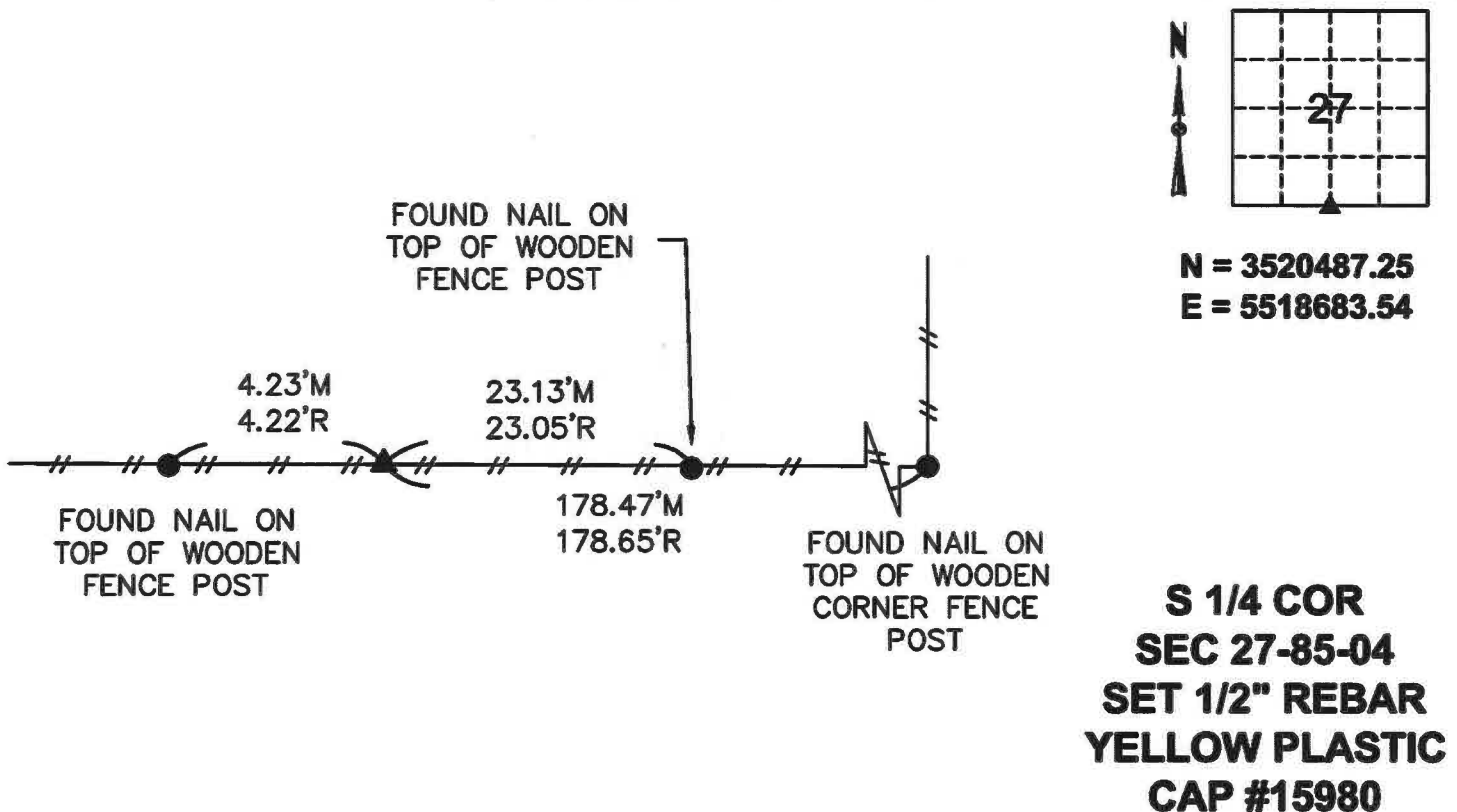 N
27
N = 3520487.25
E = 5518683.54
FOUND NAIL ON
TOP OF WOODEN
FENCE POST
4.23'M
4.22'R
23.13'M
23.05'R
178.47'M
178.65'R
FOUND NAIL ON
TOP OF WOODEN
FENCE POST
FOUND NAIL ON
TOP OF WOODEN
CORNER FENCE
POST
S 1/4 COR
SEC 27-85-04
SET 1/2" REBAR
YELLOW PLASTIC
CAP #15980